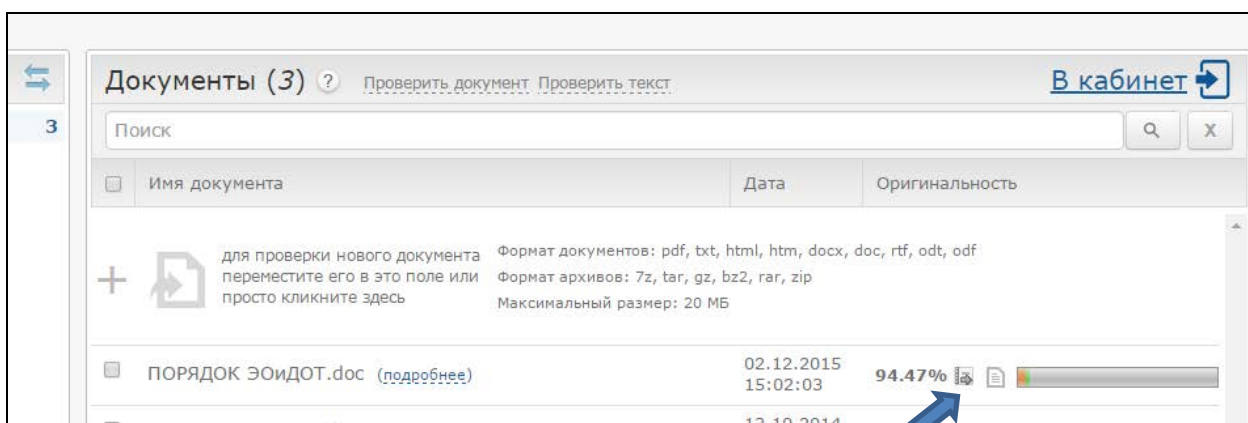 Документы (3) ? Проверить документ Проверить текст В кабинет
3
Поиск X
Имя документа Дата Оригинальность
для проверки нового документа
переместите его в это поле или
просто кликните здесь
Формат документов: pdf, txt, html, htm, docx, doc, rtf, odt, odf
Формат архивов: 7z, tar, gz, bz2, rar, zip
Максимальный размер: 20 МБ
ПОРЯДОК ЭОиДОТ.doc (подробнее) 02.12.2015
15:02:03 94.47%